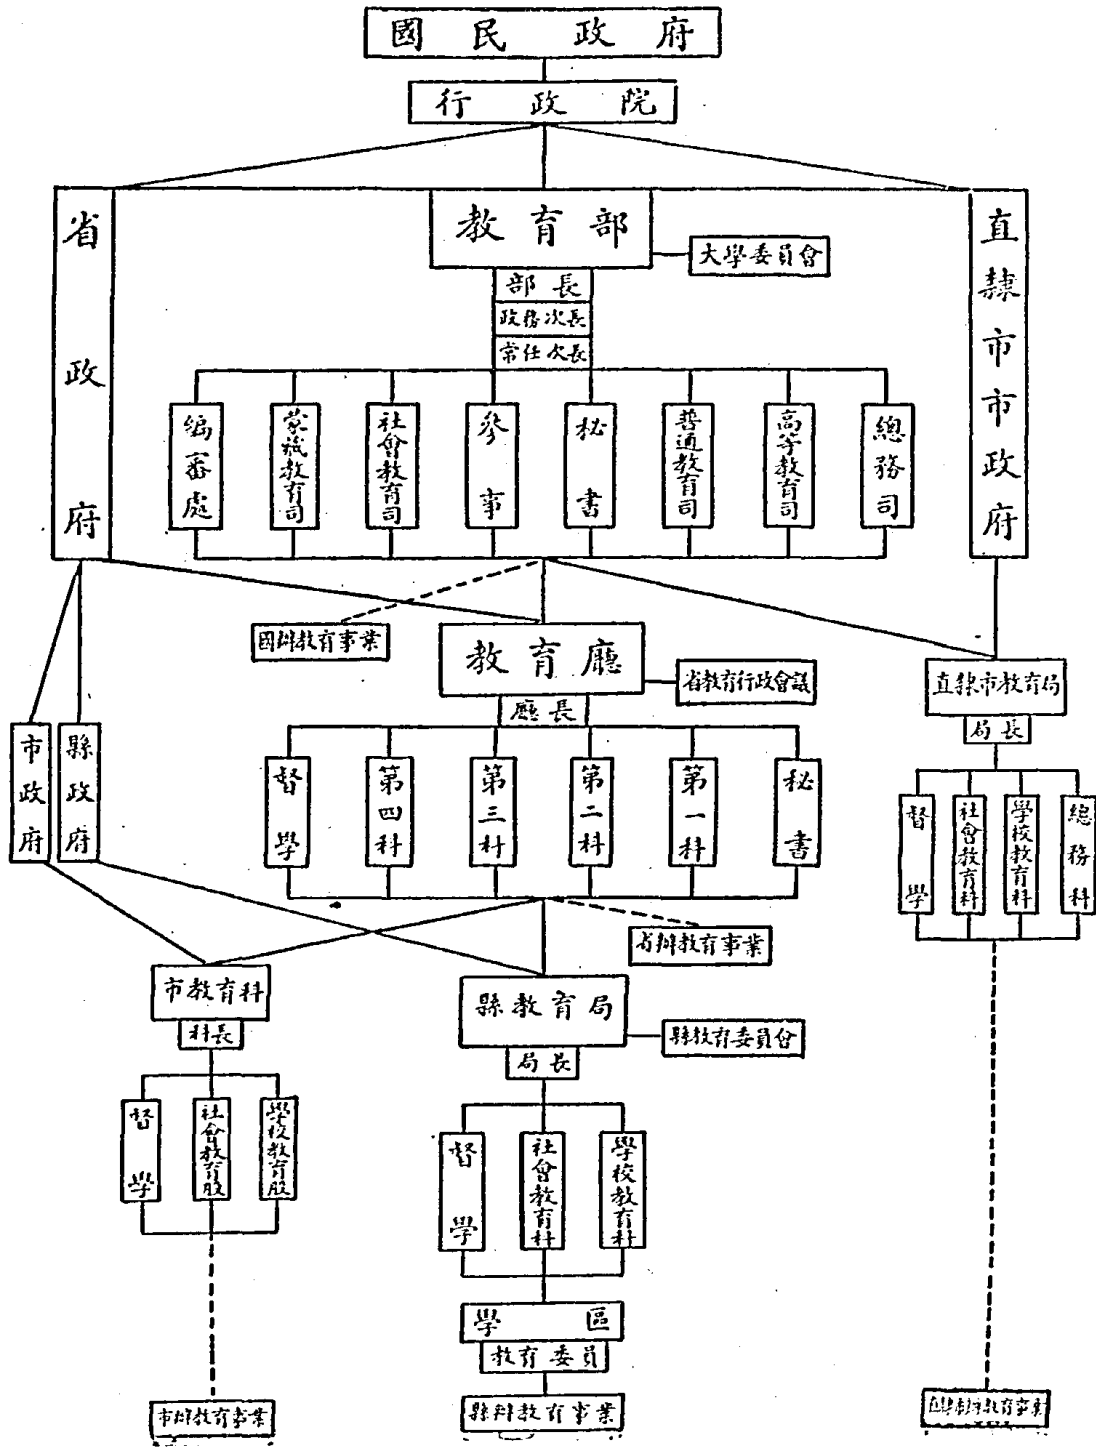 國民政府
行政院
省政府
教育部
直隸市市政府
大學委員會
部長
政務次長
常任次長
編審處
蒙藏教育司
社會教育司
參事
秘書
普通教育司
高等教育司
總務司
國辦教育事業
教育廳
省教育行政會議
直隸市教育局
廳長
局長
市政府
縣政府
督學
第四科
第三科
第二科
第一科
秘書
督學
社會教育科
學校教育科
總務科
省辦教育事業
市教育科
縣教育局
縣教育委員會
科長
局長
督學
社會教育股
學校教育股
督學
社會教育科
學校教育科
學區
教育委員
市辦教育事業
縣辦教育事業